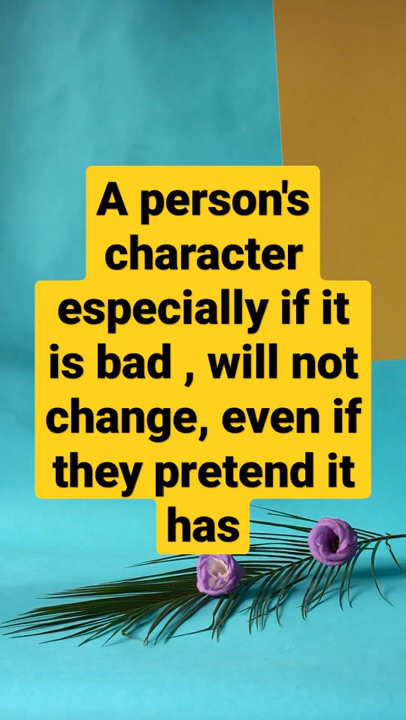 A person's
character
especially if it
is bad , will not
change, even if
they pretend it
has